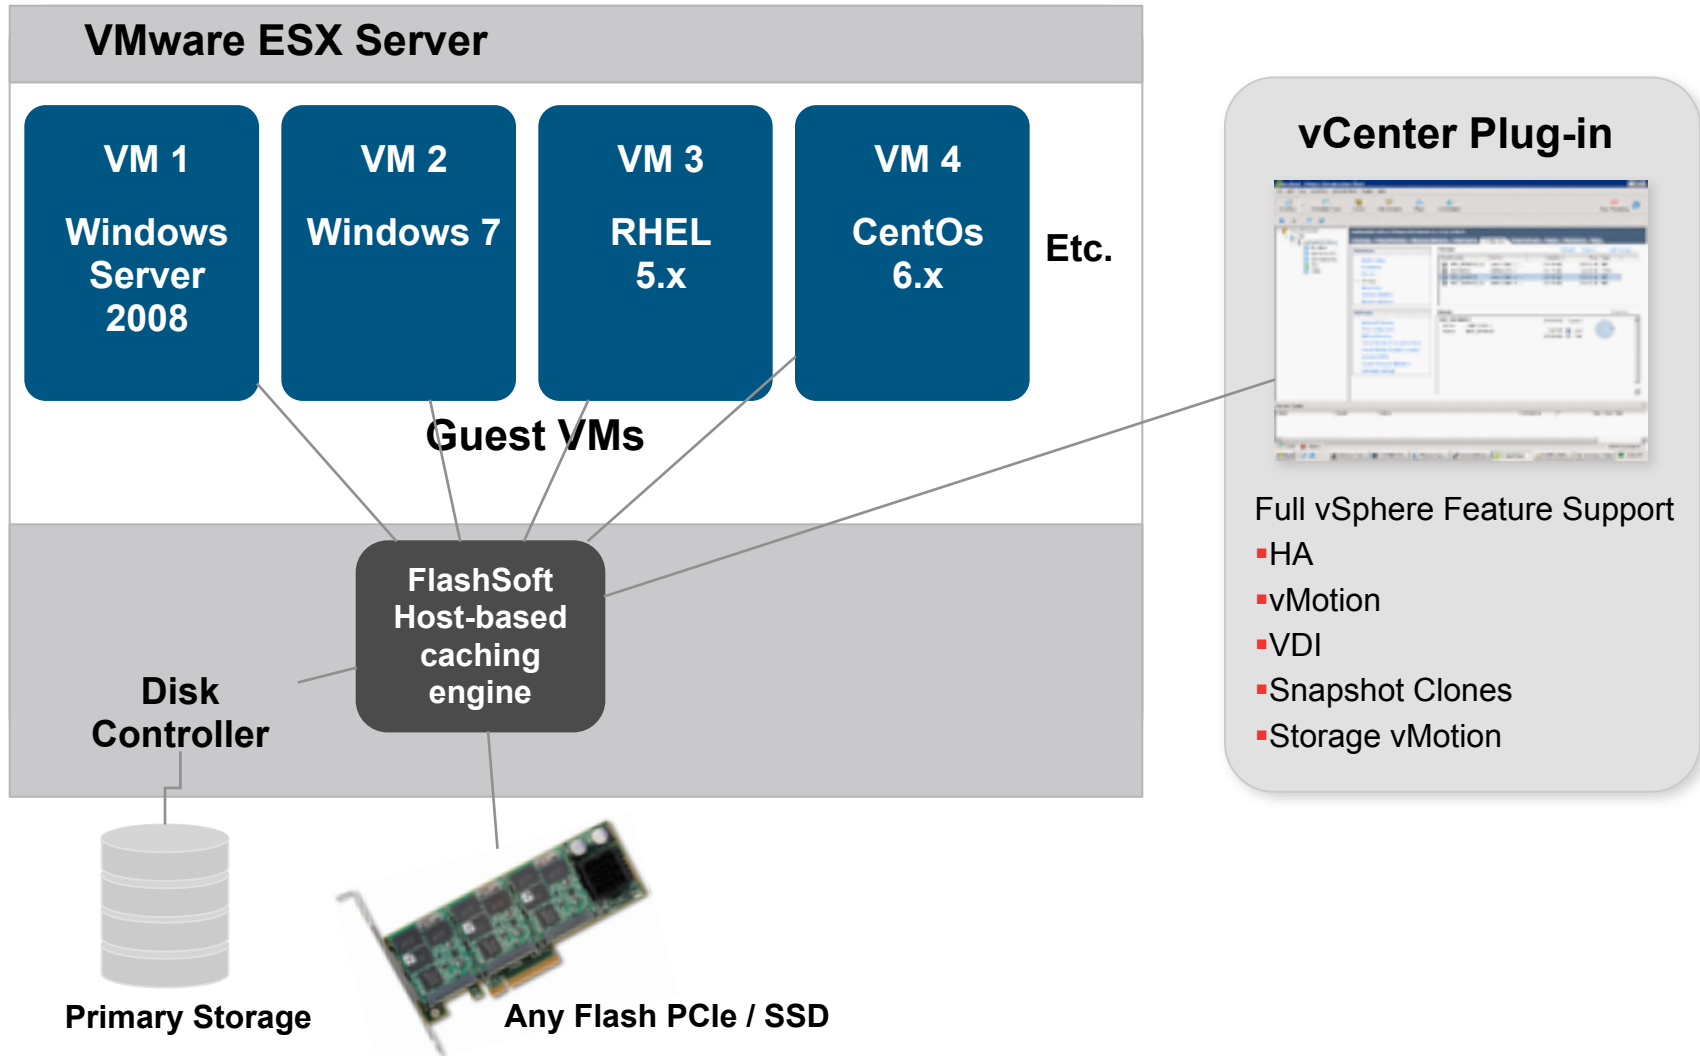 VMware ESX Server
VM 1
Windows
Server
2008
VM 2
Windows 7
VM 3
RHEL
5.x
VM 4
CentOs
6.x
Etc.
Guest VMs
FlashSoft
Host-based
caching
engine
Disk
Controller
Primary Storage
Any Flash PCIe / SSD
vCenter Plug-in
Full vSphere Feature Support
HA
vMotion
VDI
Snapshot Clones
Storage vMotion